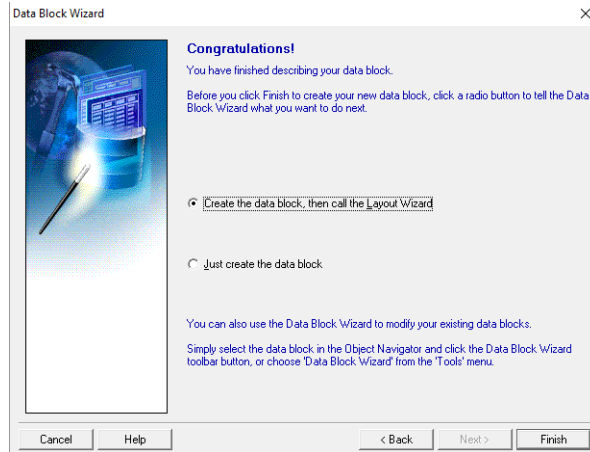 Data Block Wizard
Congratulations!
You have finished describing your data block.
Before you click Finish to create your new data block, click a radio button to tell the Data
Block Wizard what you want to do next.
Create the data block, then call the Layout Wizard
Just create the data block
You can also use the Data Block Wizard to modify your existing data blocks.
Simply select the data block in the Object Navigator and click the Data Block Wizard
toolbar button, or choose 'Data Block Wizard' from the 'Tools' menu.
Cancel Help < Back Next > Finish